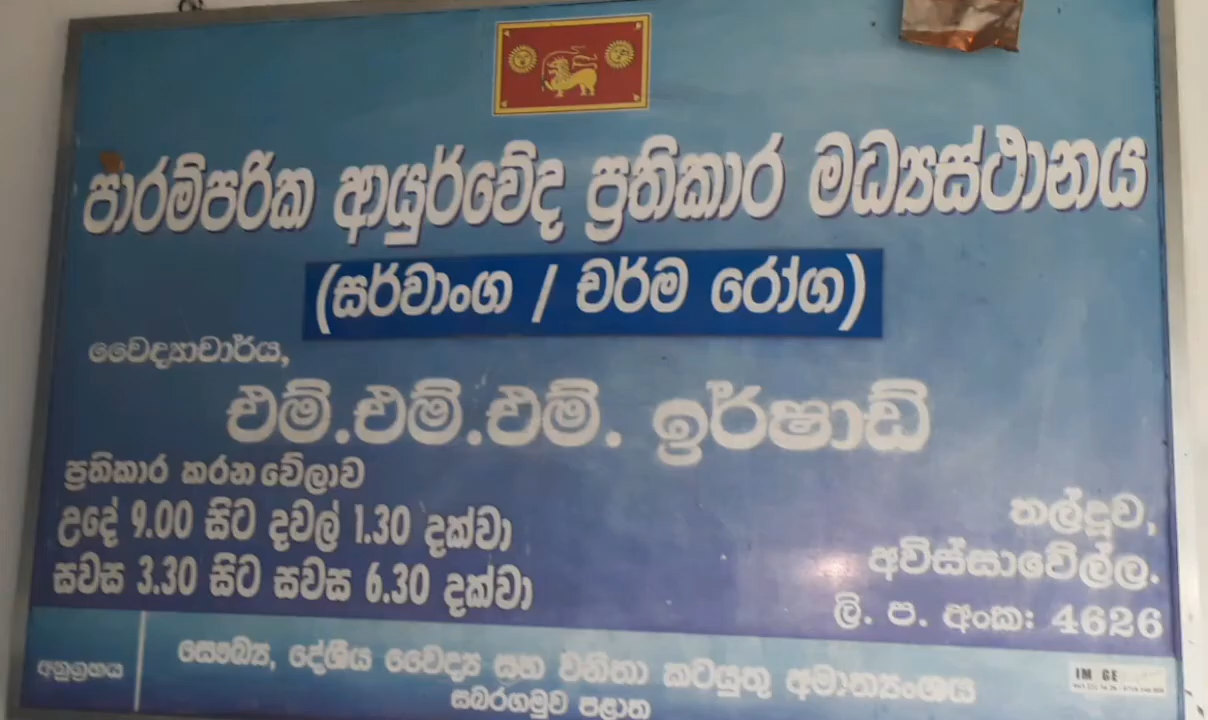 පාරම්පරික ආයුර්වේද ප්‍රතිකාර මධ්‍යස්ථානය
(සර්වාංග / චර්ම රෝග)
වෛද්‍යාචාර්ය,
එම්.එම්.එම්. ඉර්ෂාඩ්
ප්‍රතිකාර කරන වේලාව
උදේ 9.00 සිට දවල් 1.30 දක්වා
සවස 3.30 සිට සවස 6.30 දක්වා
තල්දූව,
අවිස්සාවේල්ල.
ලි. ප. අංක: 4626
අනුග්‍රහය
සෞඛ්‍ය, දේශීය වෛද්‍ය සහ වනිතා කටයුතු අමාත්‍යංශය
සබරගමුව පළාත
IM GE